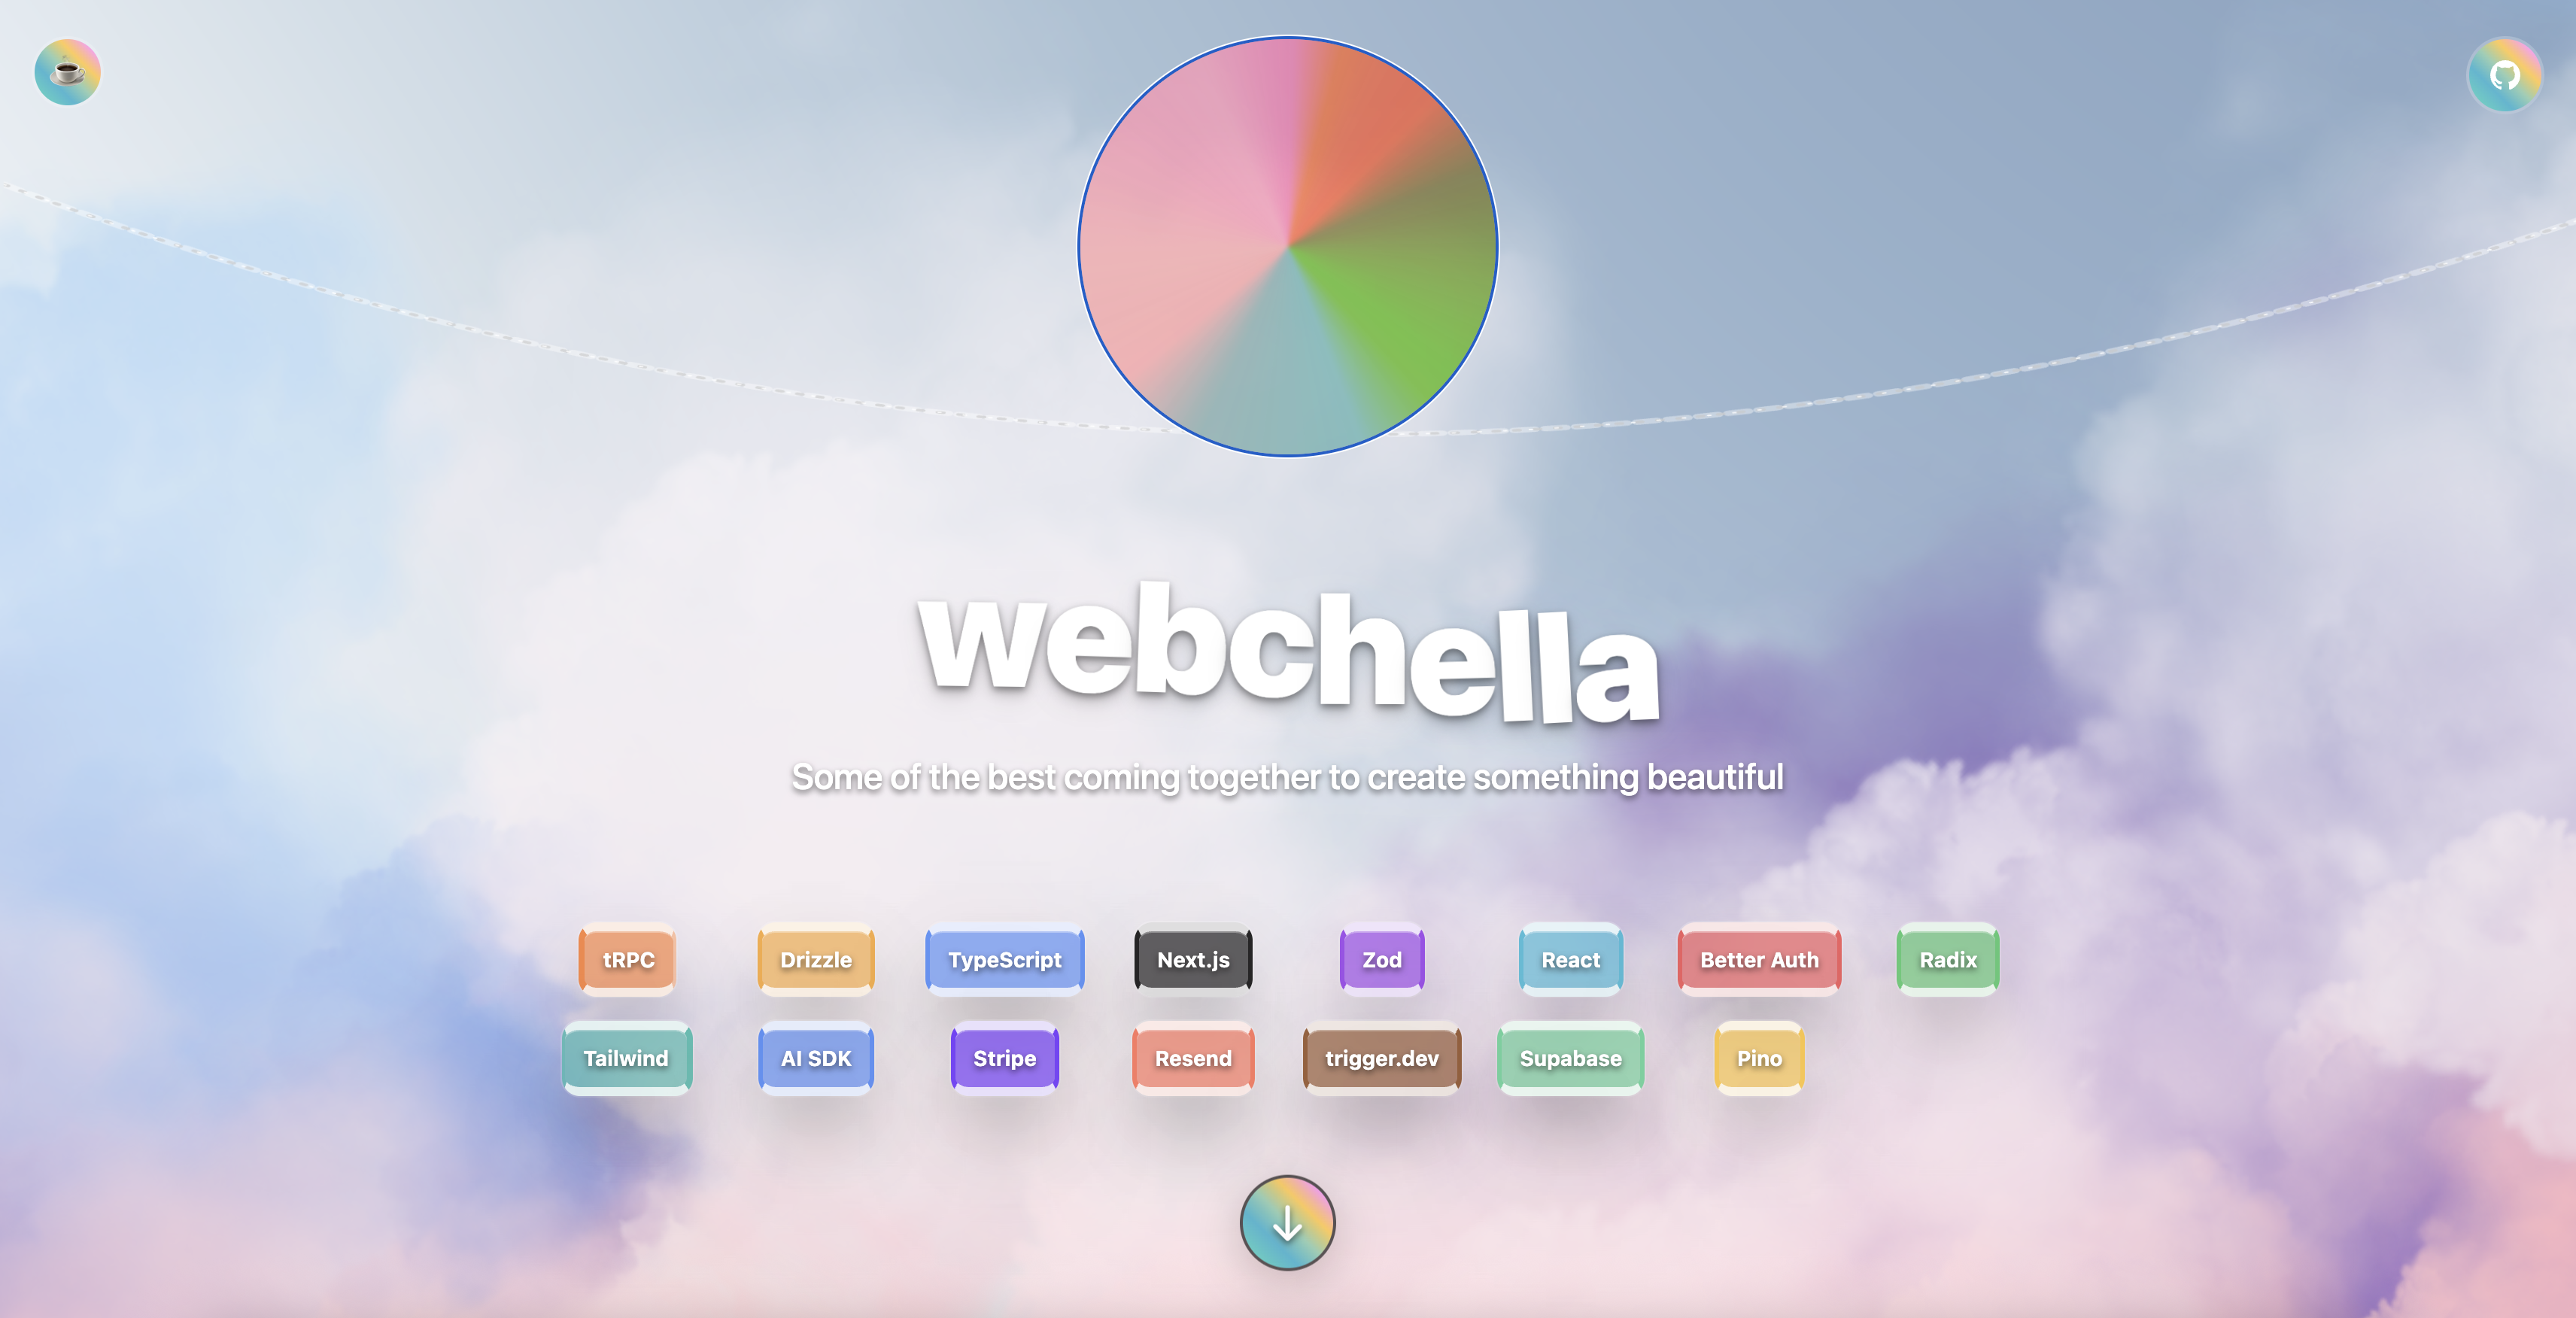 webchella
Some of the best coming together to create something beautiful
tRPC Drizzle TypeScript Next.js Zod React Better Auth Radix
Tailwind AI SDK Stripe Resend trigger.dev Supabase Pino